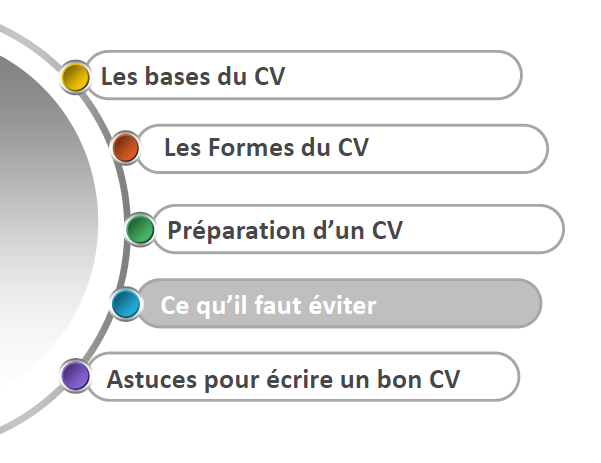 Les bases du CV
Les Formes du CV
Préparation d’un CV
Ce qu’il faut éviter
Astuces pour écrire un bon CV